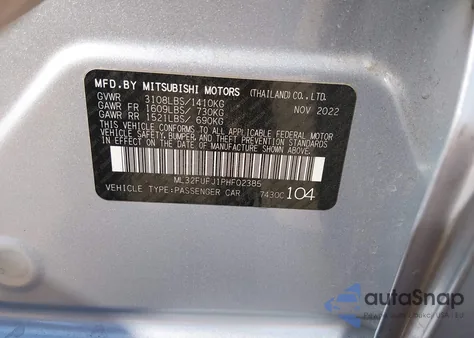 MFD.BY MITSUBISHI MOTORS (THAILAND) CO., LTD.
GVWR 3108LBS/1410KG NOV 2022
GAWR FR 1609LBS/ 730KG
GAWR RR 1521LBS/ 690KG
THIS VEHICLE CONFORMS TO ALL APPLICABLE FEDERAL MOTOR
VEHICLE SAFETY, BUMPER, AND THEFT PREVENTION STANDARDS
IN EFFECT ON THE DATE OF MANUFACTURE SHOWN ABOVE.
ML32FUFJ1PHF02385
VEHICLE TYPE:PASSENGER CAR 7430C 104
autoSnap